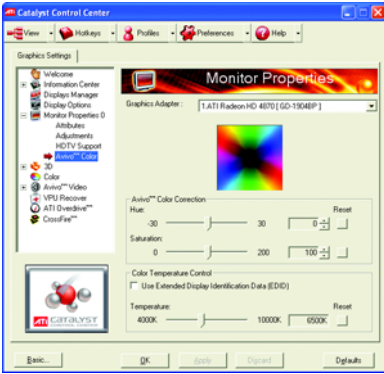 Catalyst Control Center
View Hotkeys Profiles Preferences Help
Graphics Settings
Welcome
Information Center
Displays Manager
Display Options
Monitor Properties 0
Attributes
Adjustments
HDTV Support
Avivo™ Color
3D
Color
Avivo™ Video
VPU Recover
ATI Overdrive™
CrossFire™
Monitor Properties
Graphics Adapter:
1.ATI Radeon HD 4870 [ GD-19048P ]
Avivo™ Color Correction
Hue: Reset
-30 30 0
Saturation:
0 200 100
Color Temperature Control
Use Extended Display Identification Data (EDID)
Temperature: Reset
4000K 10000K 6500K
ATI CATALYST
CONTROL CENTER
Basic... OK Apply Discard Defaults